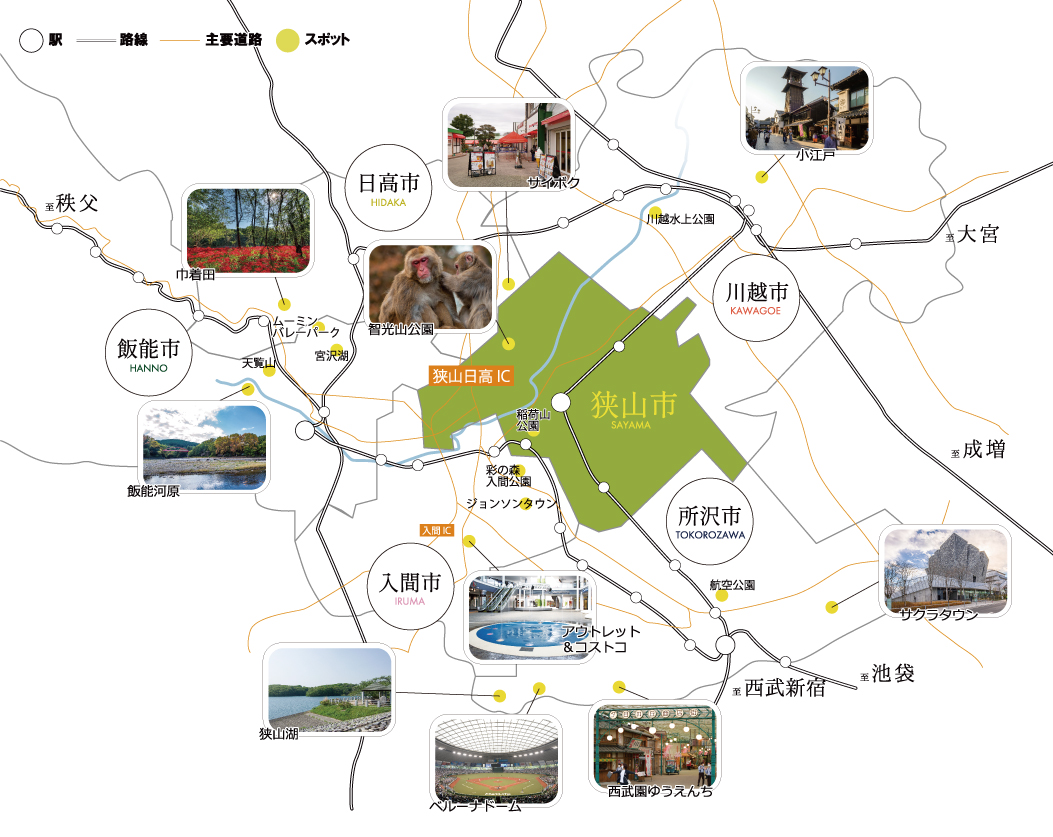 駅
路線
主要道路
スポット
小江戸
サイボク
日高市
HIDAKA
至秩父
川越水上公園
至大宮
巾着田
川越市
KAWAGOE
智光山公園
ムーミン
バレーパーク
宮沢湖
飯能市
HANNO
天覧山
狭山日高 IC
狭山市
SAYAMA
稲荷山
公園
至成増
彩の森
入間公園
飯能河原
ジョンソンタウン
所沢市
TOKOROZAWA
入間 IC
入間市
IRUMA
航空公園
サクラタウン
アウトレット
&コストコ
至池袋
至西武新宿
狭山湖
西武園ゆうえんち
ベルーナドーム